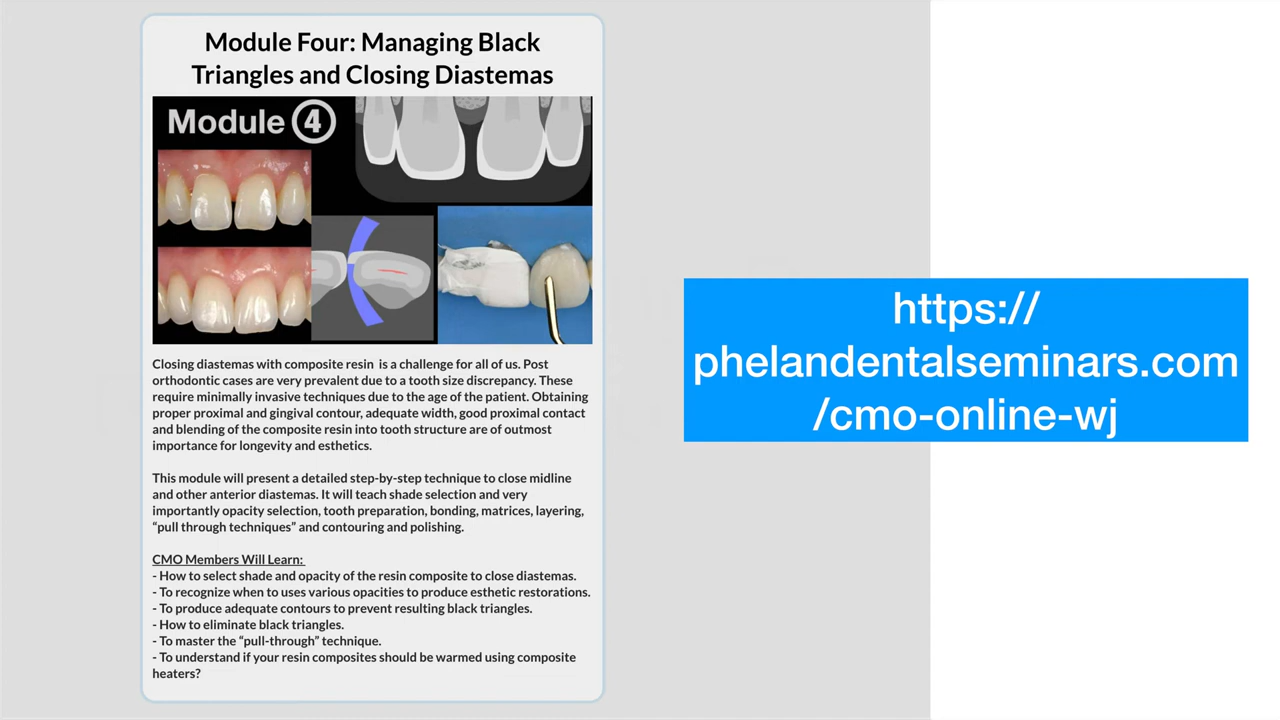 Module Four: Managing Black
Triangles and Closing Diastemas
Module 4
Closing diastemas with composite resin is a challenge for all of us. Post
orthodontic cases are very prevalent due to a tooth size discrepancy. These
require minimally invasive techniques due to the age of the patient. Obtaining
proper proximal and gingival contour, adequate width, good proximal contact
and blending of the composite resin into tooth structure are of outmost
importance for longevity and esthetics.
This module will present a detailed step-by-step technique to close midline
and other anterior diastemas. It will teach shade selection and very
importantly opacity selection, tooth preparation, bonding, matrices, layering,
“pull through techniques” and contouring and polishing.
CMO Members Will Learn:
- How to select shade and opacity of the resin composite to close diastemas.
- To recognize when to uses various opacities to produce esthetic restorations.
- To produce adequate contours to prevent resulting black triangles.
- How to eliminate black triangles.
- To master the “pull-through” technique.
- To understand if your resin composites should be warmed using composite
heaters?
https://
phelandentalseminars.com
/cmo-online-wj